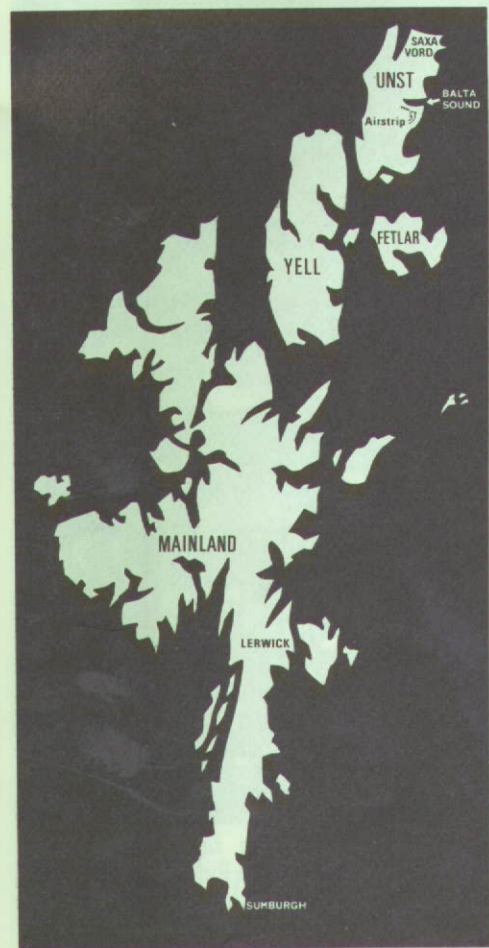 SAXA
VORD
UNST
BALTA
SOUND
Airstrip
FETLAR
YELL
MAINLAND
LERWICK
SUMBURGH